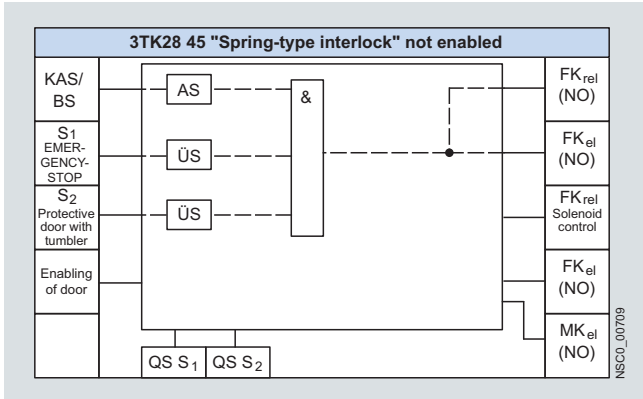 3TK28 45 "Spring-type interlock" not enabled
KAS/
BS
AS
&
FKrel
(NO)
S1
EMER-
GENCY-
STOP
ÜS
FKel
(NO)
S2
Protective
door with
tumbler
ÜS
FKrel
Solenoid
control
Enabling
of door
FKel
(NO)
MKel
(NO)
QS S1
QS S2
NSC0_00709